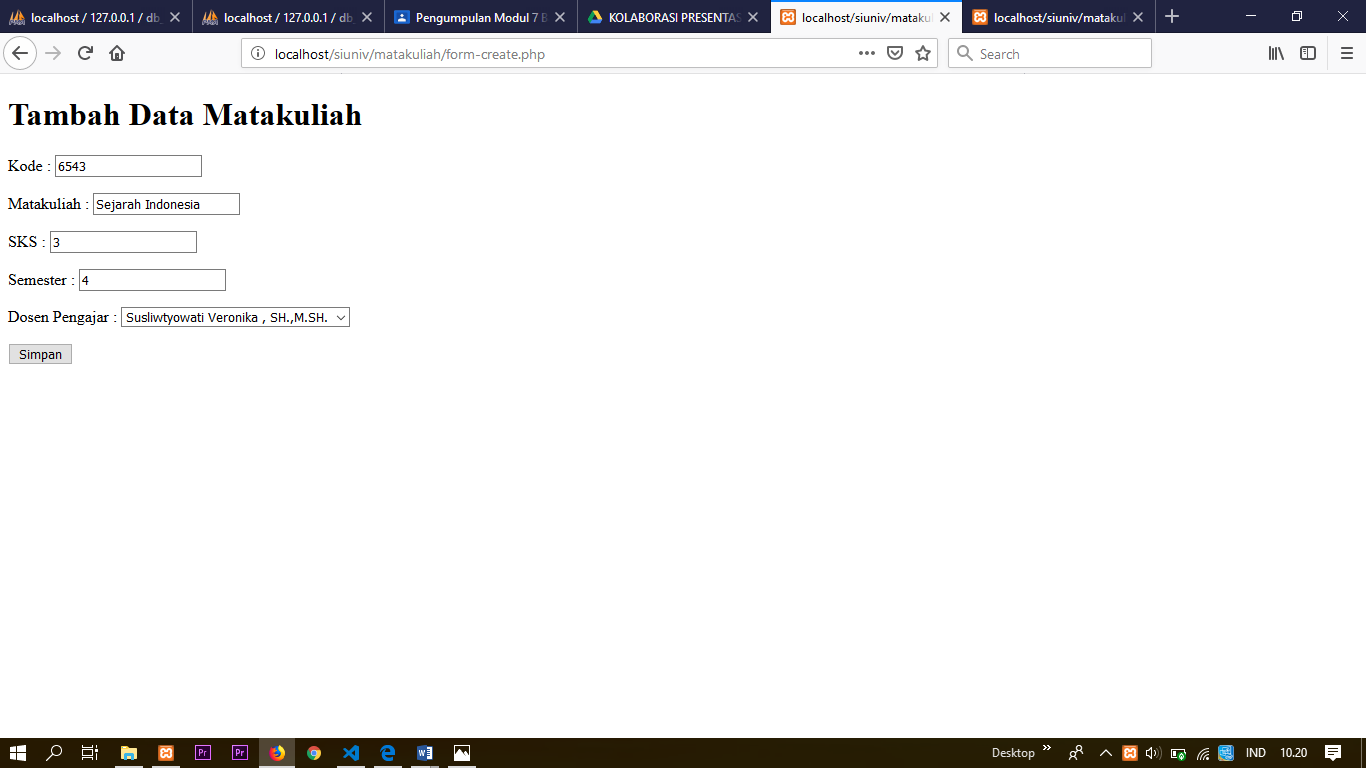 localhost / 127.0.0.1 / db_
localhost / 127.0.0.1 / db_
Pengumpulan Modul 7 B
KOLABORASI PRESENTAS
localhost/siuniv/matakul
localhost/siuniv/matakul
localhost/siuniv/matakuliah/form-create.php
Search
Tambah Data Matakuliah
Kode : 6543
Matakuliah : Sejarah Indonesia
SKS : 3
Semester : 4
Dosen Pengajar : Susliwtyowati Veronika , SH.,M.SH.
Simpan
Desktop
IND
10.20